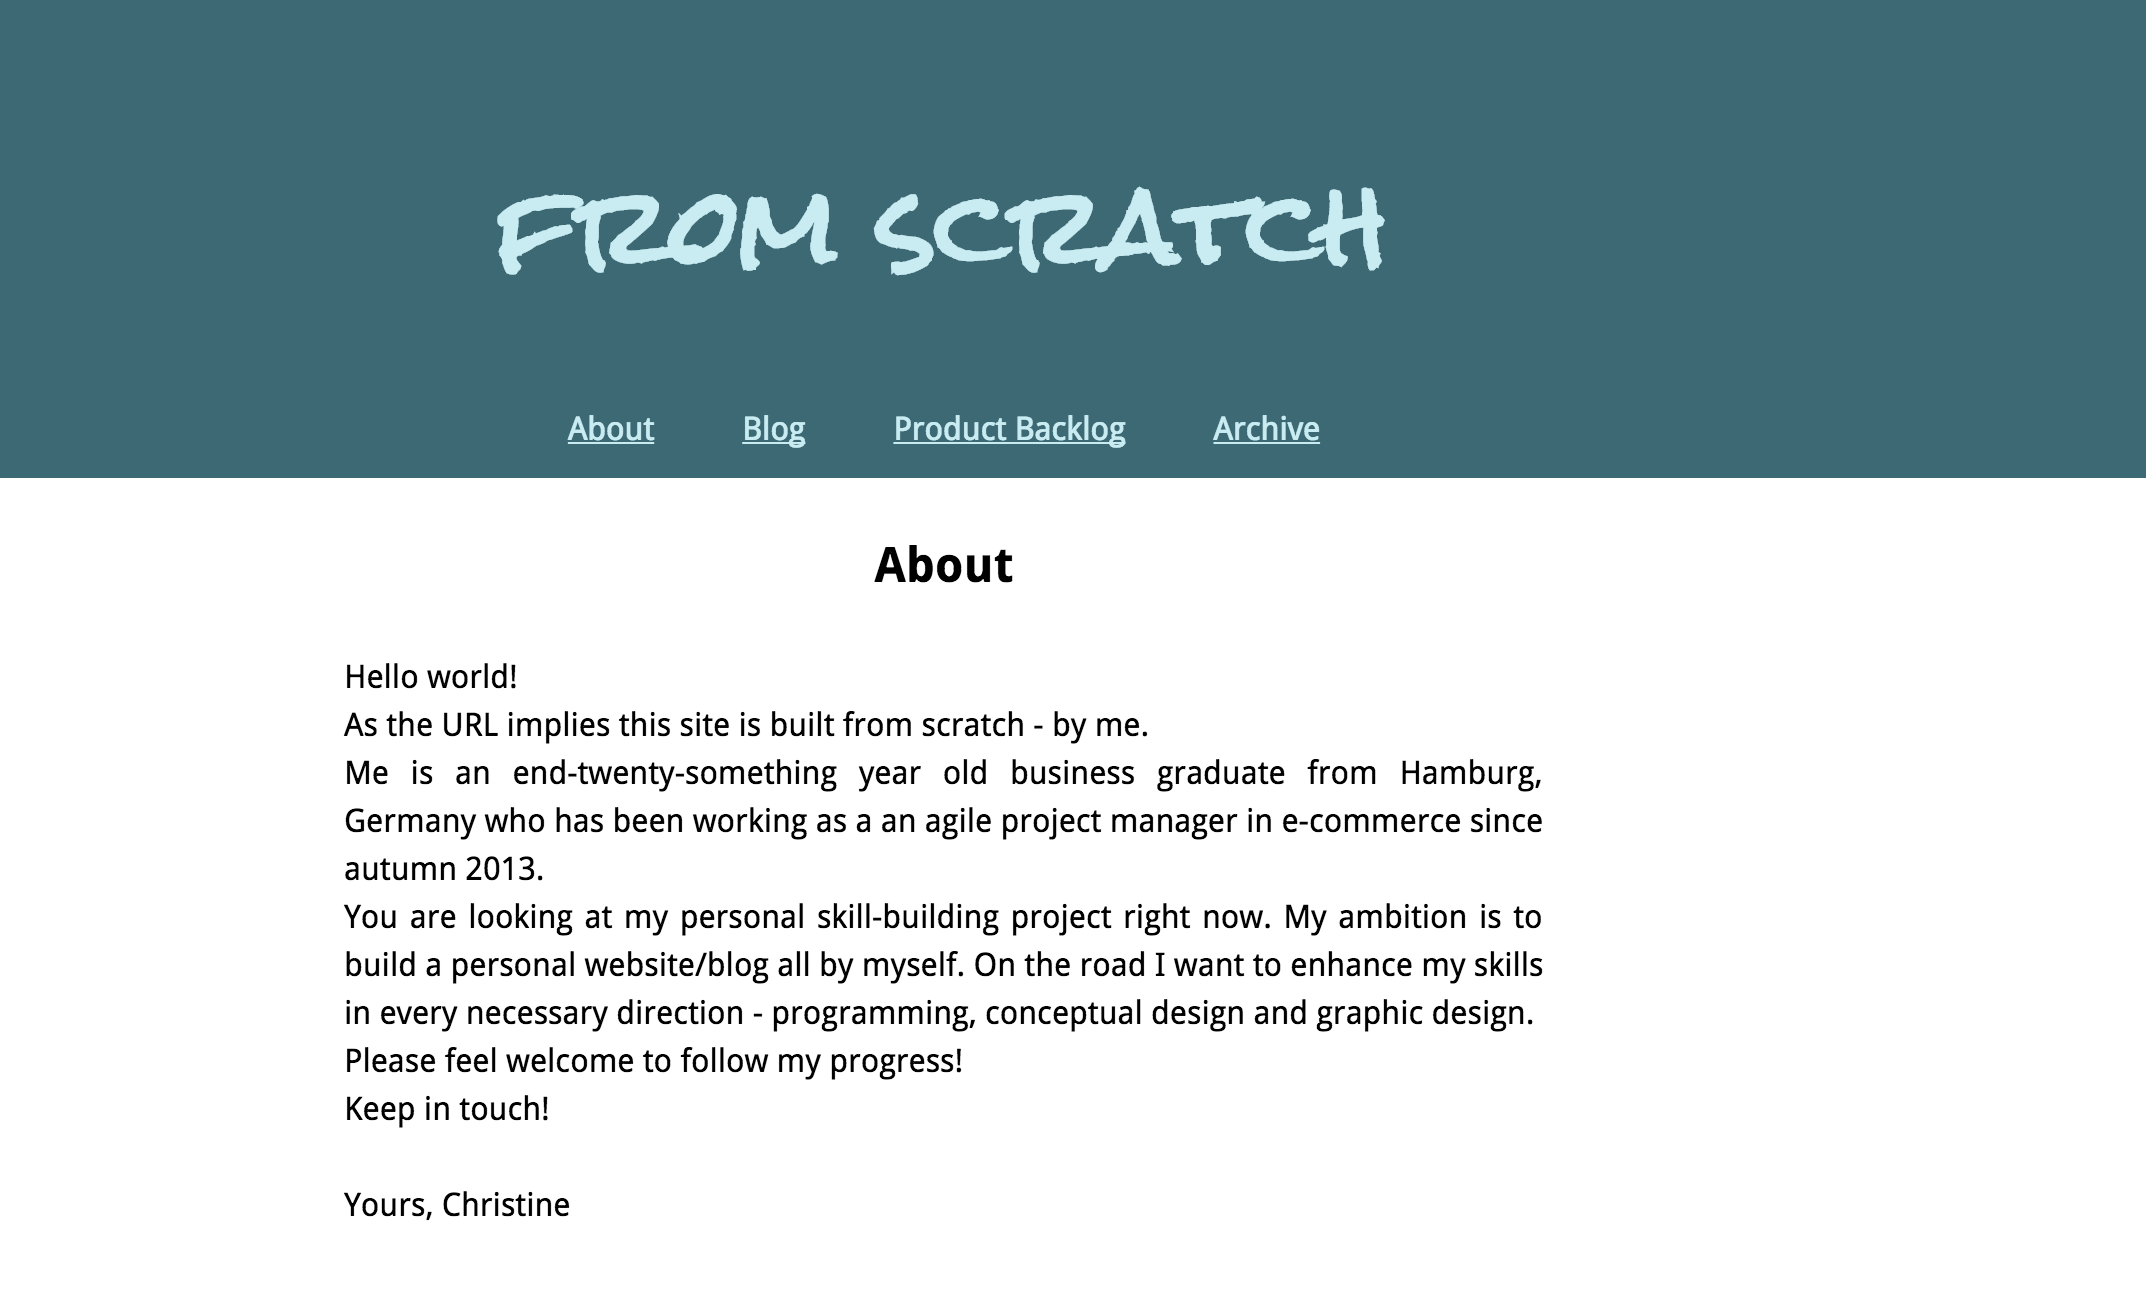 FROM SCRATCH
About Blog Product Backlog Archive
About
Hello world!
As the URL implies this site is built from scratch - by me.
Me is an end-twenty-something year old business graduate from Hamburg,
Germany who has been working as a an agile project manager in e-commerce since
autumn 2013.
You are looking at my personal skill-building project right now. My ambition is to
build a personal website/blog all by myself. On the road I want to enhance my skills
in every necessary direction - programming, conceptual design and graphic design.
Please feel welcome to follow my progress!
Keep in touch!
Yours, Christine